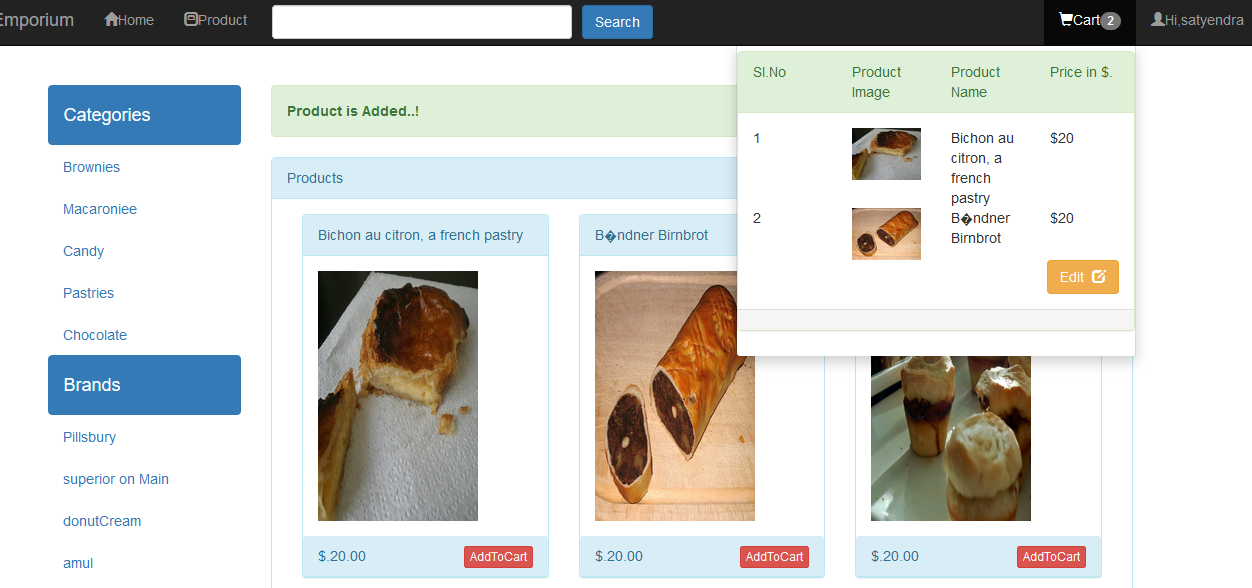 Emporium
Home
Product
Search
Cart 2
Hi,satyendra
Categories
Brownies
Macaroniee
Candy
Pastries
Chocolate
Brands
Pillsbury
superior on Main
donutCream
amul
Product is Added..!
Products
Bichon au citron, a french pastry
$.20.00
AddToCart
B�ndner Birnbrot
$.20.00
AddToCart
$.20.00
AddToCart
Sl.No
Product
Image
Product
Name
Price in $.
1
Bichon au
citron, a
french
pastry
$20
2
B�ndner
Birnbrot
$20
Edit